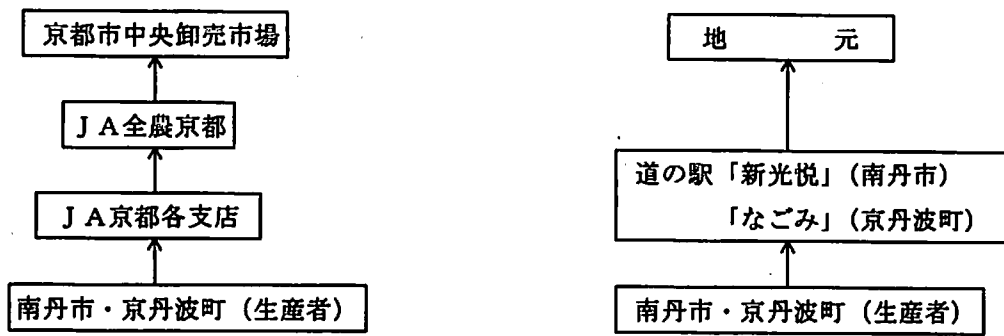 京都市中央卸売市場
ＪＡ全農京都
ＪＡ京都各支店
南丹市・京丹波町（生産者）
地　　　元
道の駅「新光悦」（南丹市）
「なごみ」（京丹波町）
南丹市・京丹波町（生産者）